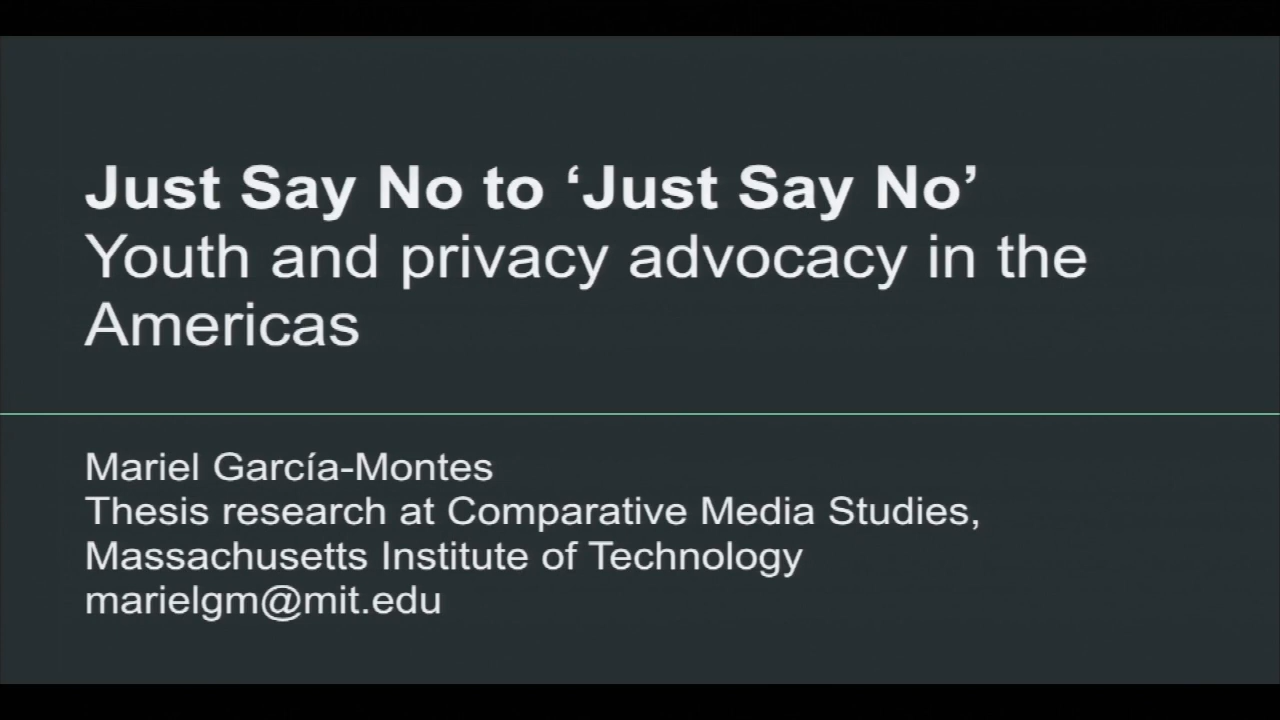 Just Say No to ‘Just Say No’
Youth and privacy advocacy in the
Americas
Mariel García-Montes
Thesis research at Comparative Media Studies,
Massachusetts Institute of Technology
marielgm@mit.edu